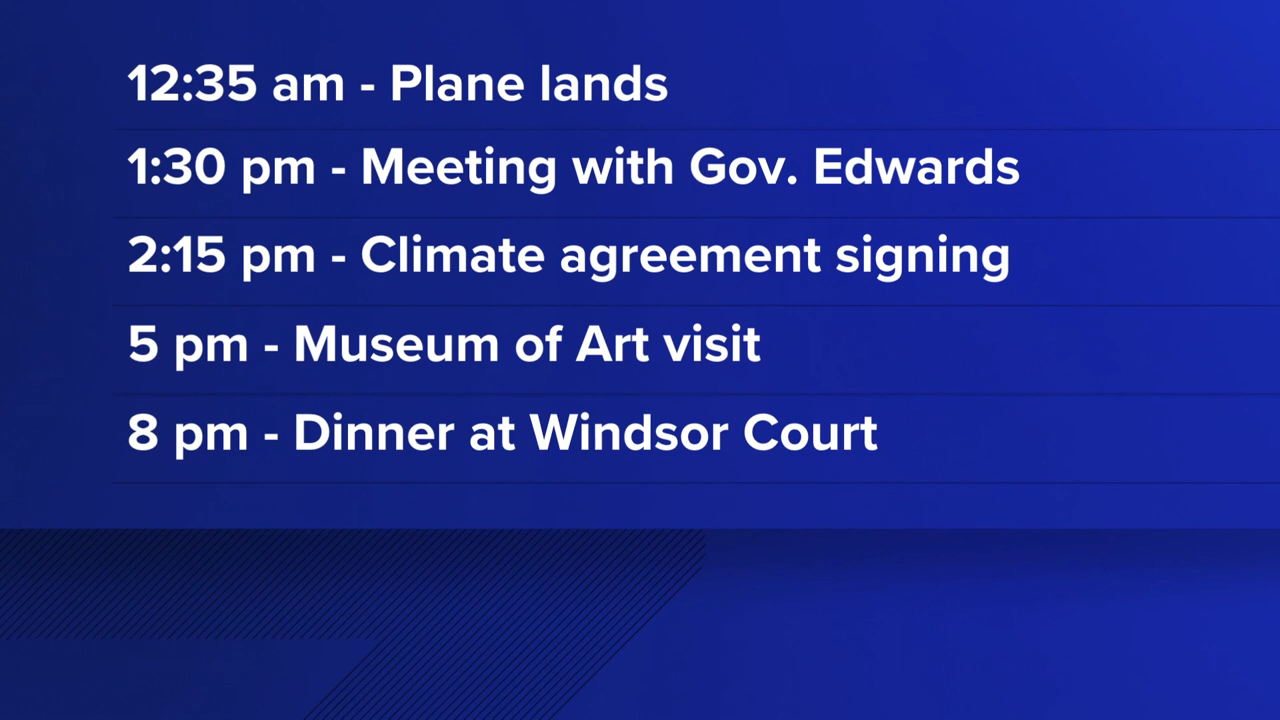 12:35 am - Plane lands
1:30 pm - Meeting with Gov. Edwards
2:15 pm - Climate agreement signing
5 pm - Museum of Art visit
8 pm - Dinner at Windsor Court